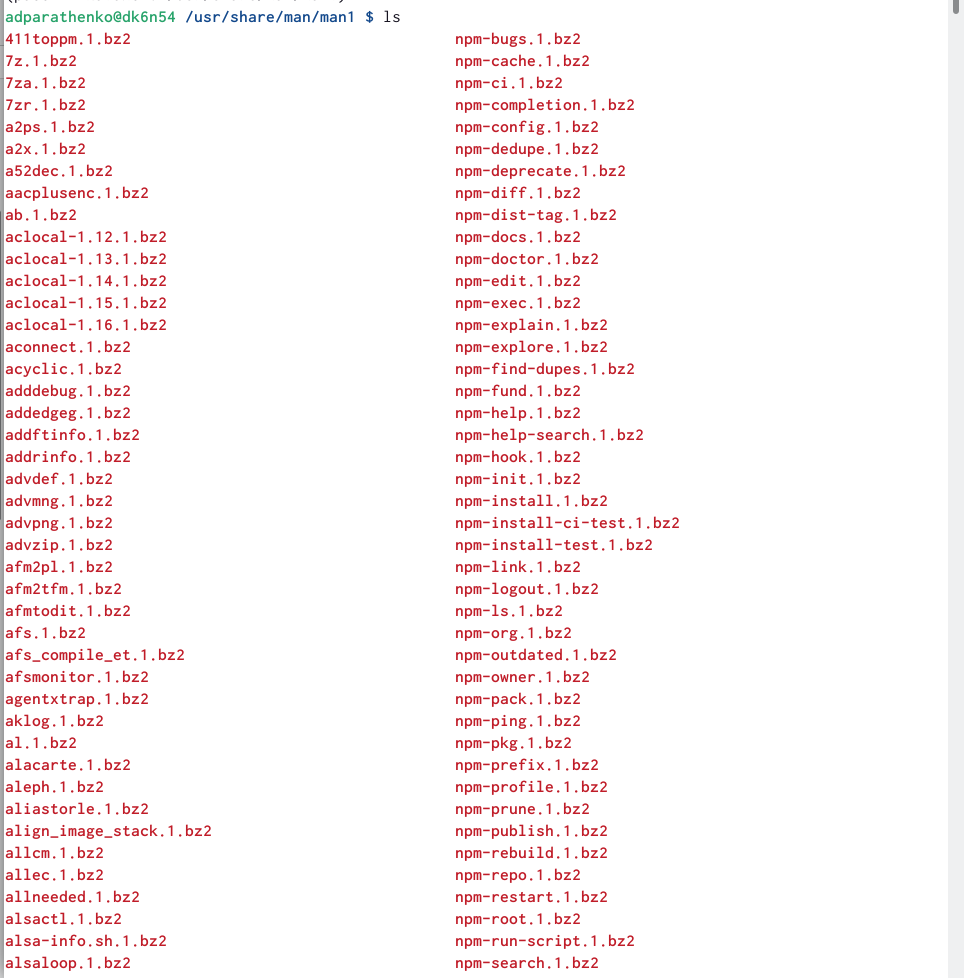 adparathenko@dk6n54 /usr/share/man/man1 $ ls
411toppm.1.bz2 npm-bugs.1.bz2
7z.1.bz2 npm-cache.1.bz2
7za.1.bz2 npm-ci.1.bz2
7zr.1.bz2 npm-completion.1.bz2
a2ps.1.bz2 npm-config.1.bz2
a2x.1.bz2 npm-dedupe.1.bz2
a52dec.1.bz2 npm-deprecate.1.bz2
aacplusenc.1.bz2 npm-diff.1.bz2
ab.1.bz2 npm-dist-tag.1.bz2
aclocal-1.12.1.bz2 npm-docs.1.bz2
aclocal-1.13.1.bz2 npm-doctor.1.bz2
aclocal-1.14.1.bz2 npm-edit.1.bz2
aclocal-1.15.1.bz2 npm-exec.1.bz2
aclocal-1.16.1.bz2 npm-explain.1.bz2
aconnect.1.bz2 npm-explore.1.bz2
acyclic.1.bz2 npm-find-dupes.1.bz2
adddebug.1.bz2 npm-fund.1.bz2
addedgeg.1.bz2 npm-help.1.bz2
addftinfo.1.bz2 npm-help-search.1.bz2
addrinfo.1.bz2 npm-hook.1.bz2
advdef.1.bz2 npm-init.1.bz2
advmng.1.bz2 npm-install.1.bz2
advpng.1.bz2 npm-install-ci-test.1.bz2
advzip.1.bz2 npm-install-test.1.bz2
afm2pl.1.bz2 npm-link.1.bz2
afm2tfm.1.bz2 npm-logout.1.bz2
afmtodit.1.bz2 npm-ls.1.bz2
afs.1.bz2 npm-org.1.bz2
afs_compile_et.1.bz2 npm-outdated.1.bz2
afsmonitor.1.bz2 npm-owner.1.bz2
agentxtrap.1.bz2 npm-pack.1.bz2
aklog.1.bz2 npm-ping.1.bz2
al.1.bz2 npm-pkg.1.bz2
alacarte.1.bz2 npm-prefix.1.bz2
aleph.1.bz2 npm-profile.1.bz2
aliastorle.1.bz2 npm-prune.1.bz2
align_image_stack.1.bz2 npm-publish.1.bz2
allcm.1.bz2 npm-rebuild.1.bz2
allec.1.bz2 npm-repo.1.bz2
allneeded.1.bz2 npm-restart.1.bz2
alsactl.1.bz2 npm-root.1.bz2
alsa-info.sh.1.bz2 npm-run-script.1.bz2
alsaloop.1.bz2 npm-search.1.bz2